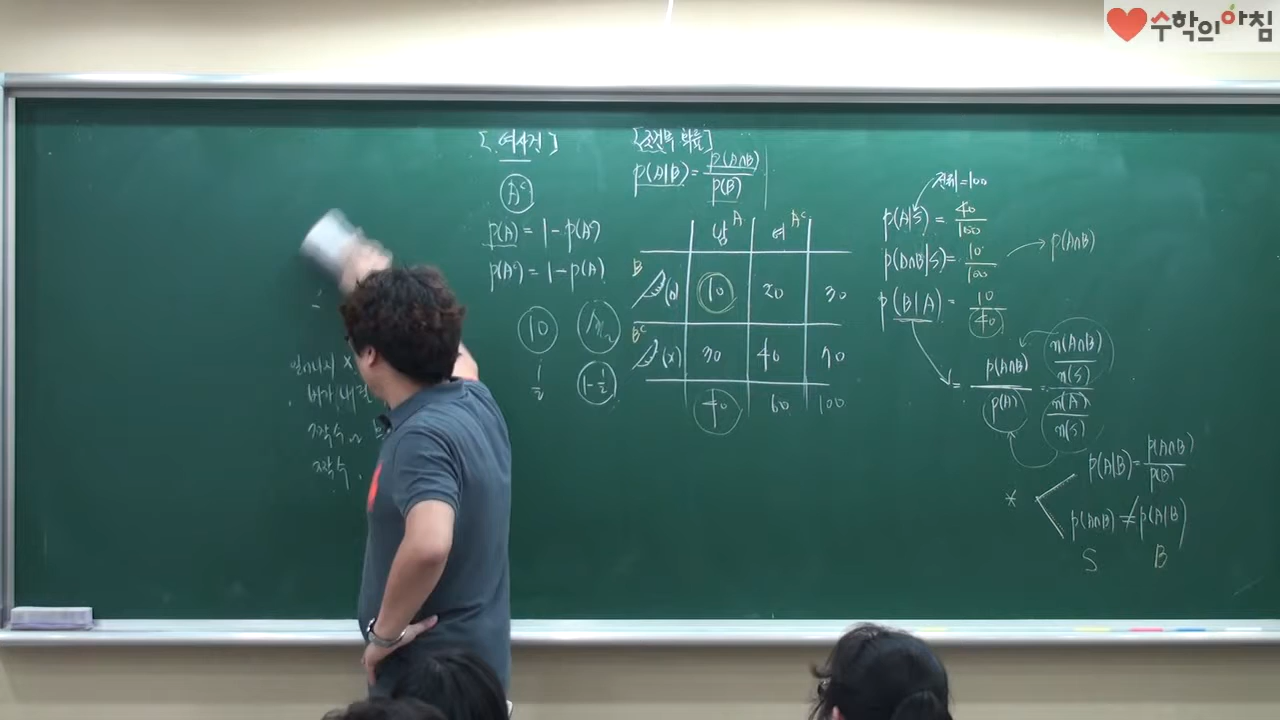 수학의아침
[여사건]
A^c
p(A) = 1 - p(A^c)
p(A^c) = 1 - p(A)
10
1/2
1-1/2
짝수
[조건부 확률]
p(A|B) = p(A∩B)/p(B)
남 A 여 A^c
B (o) 10 20 30
B^c (x) 30 40 70
40 60 100
전체=100
p(A|S) = 40/100
p(A∩B|S) = 10/100 → p(A∩B)
p(B|A) = 10/40
= p(A∩B)/p(A) = n(A∩B)/n(S) / n(A)/n(S)
* p(A|B) = p(A∩B)/p(B)
p(A∩B) ≠ p(A|B)
S B